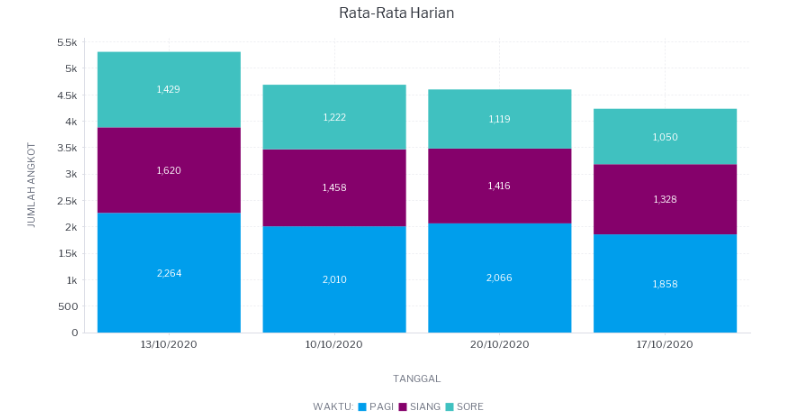 Rata-Rata Harian
JUMLAH ANGKOT
5.5k
5k
4.5k
4k
3.5k
3k
2.5k
2k
1.5k
1k
500
0
1,429
1,222
1,119
1,050
1,620
1,458
1,416
1,328
2,264
2,010
2,066
1,858
13/10/2020 10/10/2020 20/10/2020 17/10/2020
TANGGAL
WAKTU: PAGI SIANG SORE